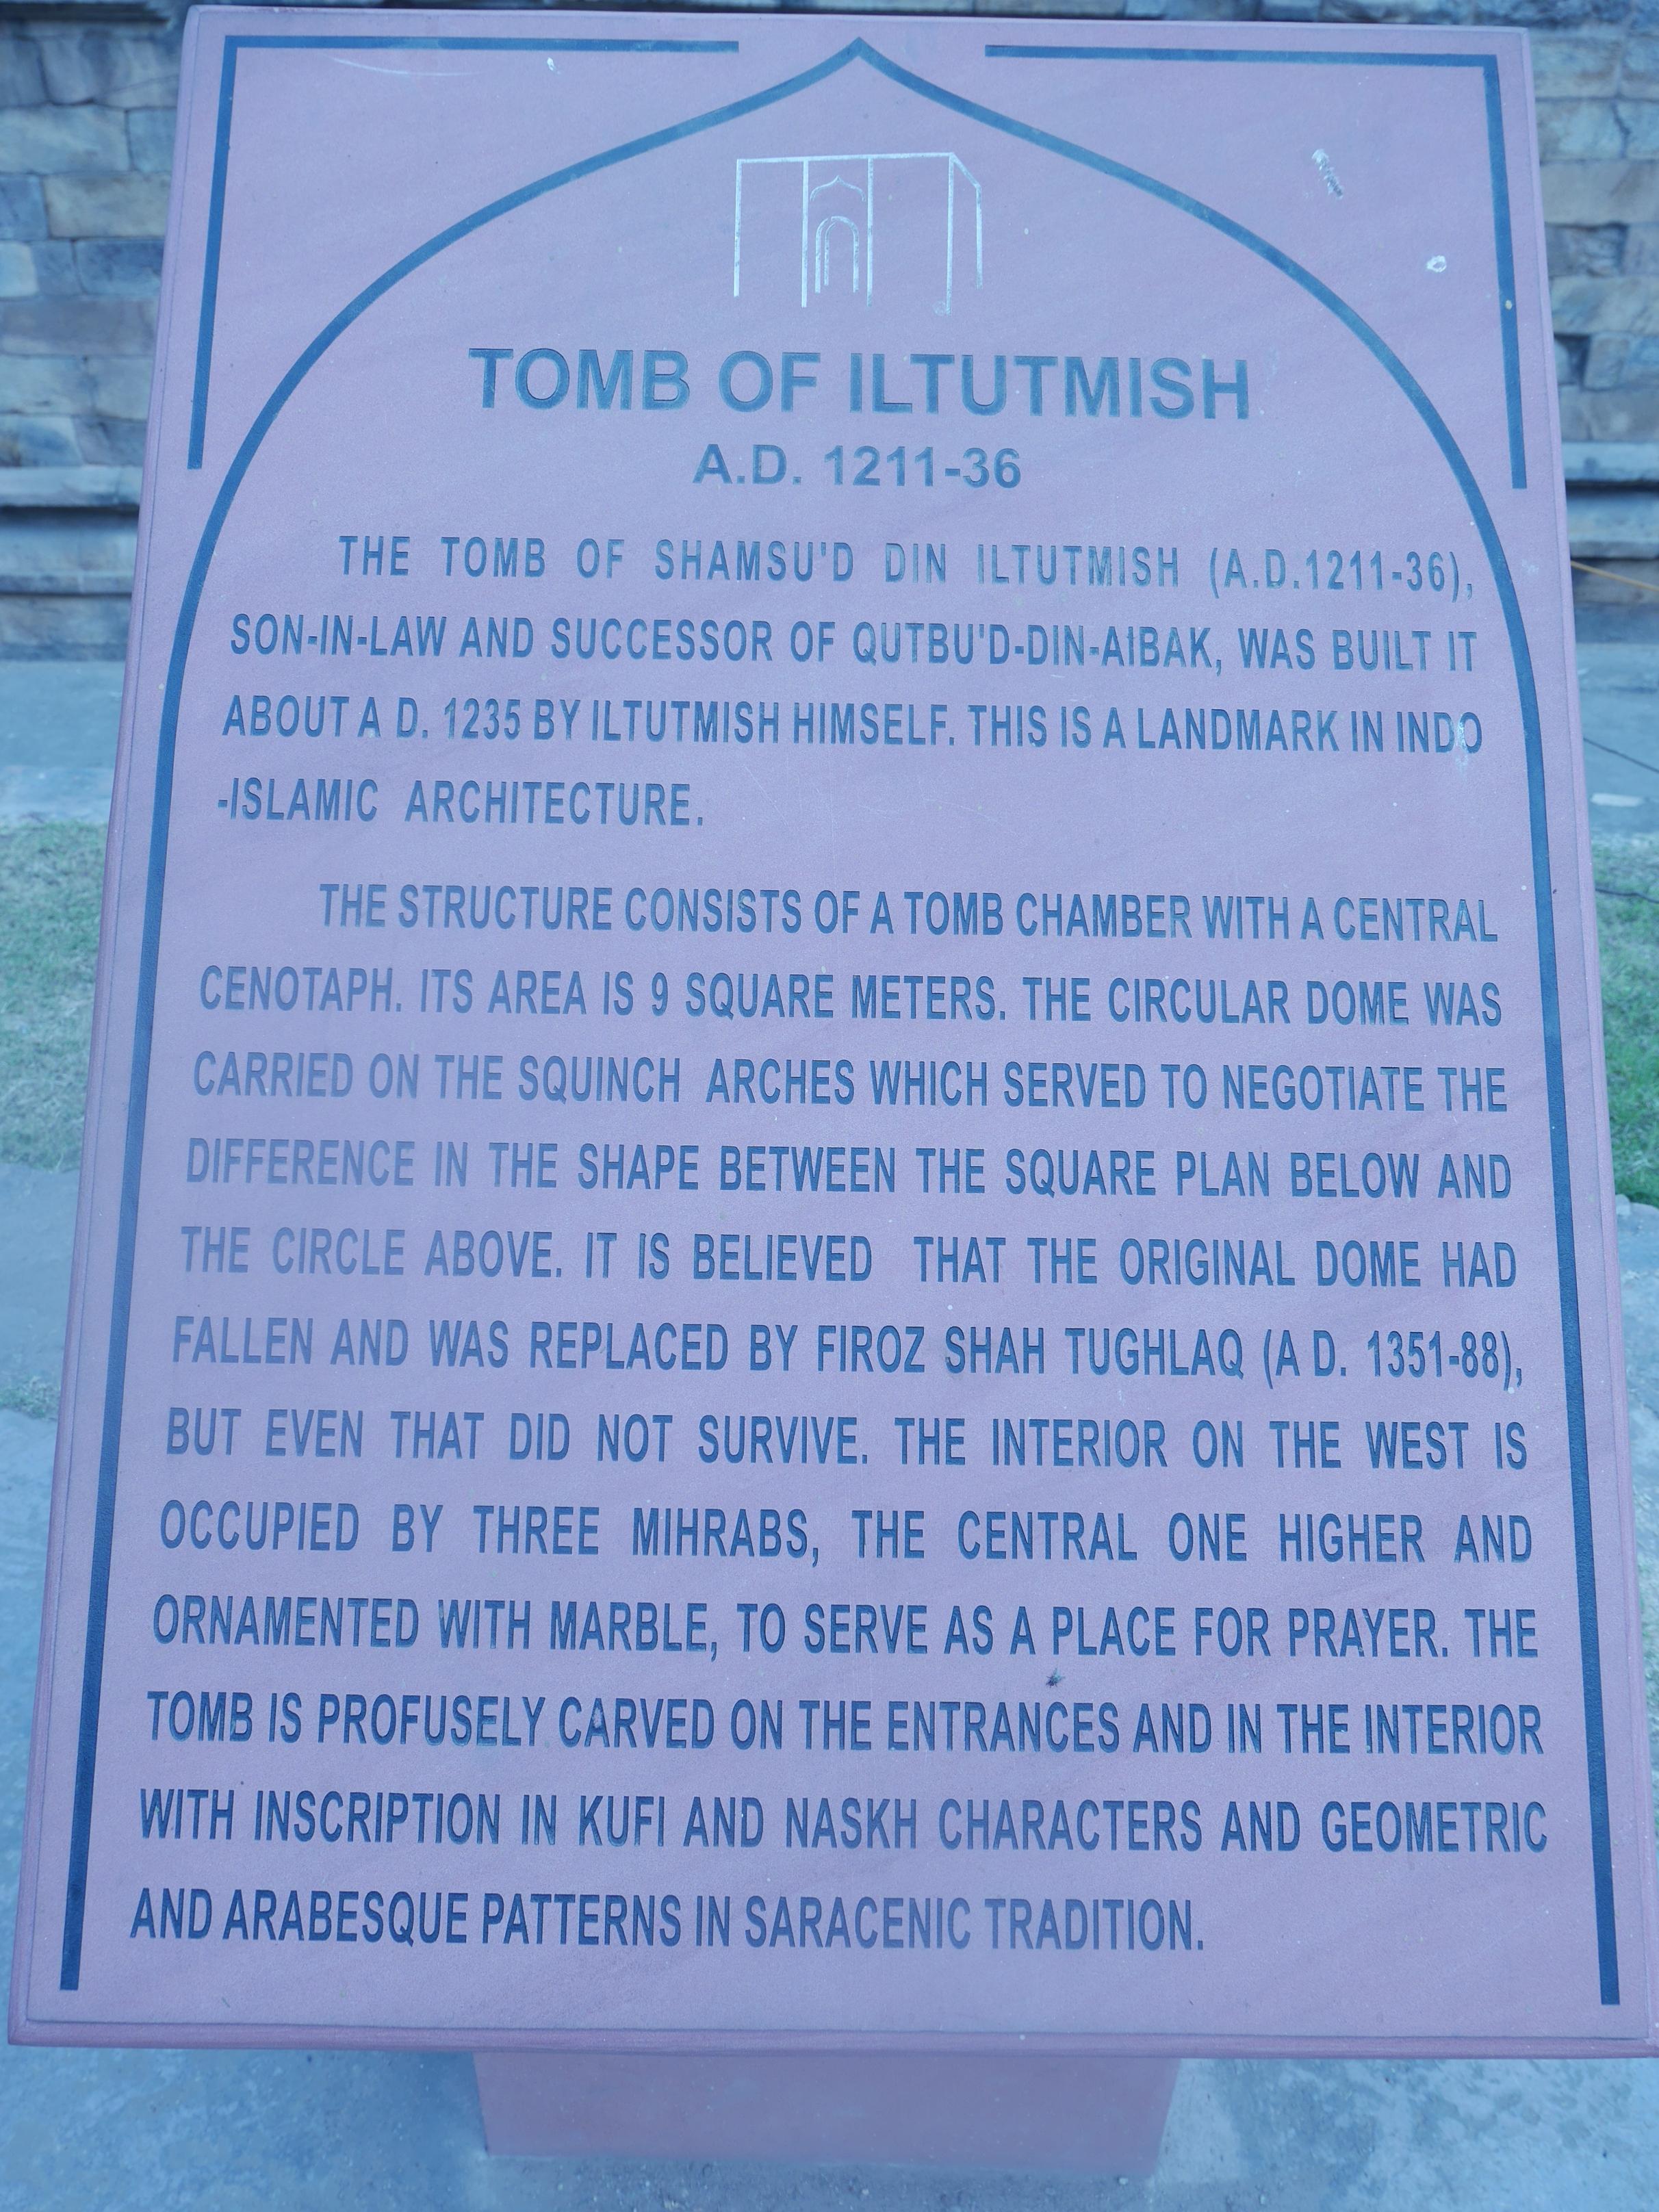 TOMB OF ILTUTMISH
A.D. 1211-36
THE TOMB OF SHAMSU'D DIN ILTUTMISH (A.D.1211-36),
SON-IN-LAW AND SUCCESSOR OF QUTBU'D-DIN-AIBAK, WAS BUILT IT
ABOUT A D. 1235 BY ILTUTMISH HIMSELF. THIS IS A LANDMARK IN INDO
-ISLAMIC ARCHITECTURE.
THE STRUCTURE CONSISTS OF A TOMB CHAMBER WITH A CENTRAL
CENOTAPH. ITS AREA IS 9 SQUARE METERS. THE CIRCULAR DOME WAS
CARRIED ON THE SQUINCH ARCHES WHICH SERVED TO NEGOTIATE THE
DIFFERENCE IN THE SHAPE BETWEEN THE SQUARE PLAN BELOW AND
THE CIRCLE ABOVE. IT IS BELIEVED THAT THE ORIGINAL DOME HAD
FALLEN AND WAS REPLACED BY FIROZ SHAH TUGHLAQ (A D. 1351-88),
BUT EVEN THAT DID NOT SURVIVE. THE INTERIOR ON THE WEST IS
OCCUPIED BY THREE MIHRABS, THE CENTRAL ONE HIGHER AND
ORNAMENTED WITH MARBLE, TO SERVE AS A PLACE FOR PRAYER. THE
TOMB IS PROFUSELY CARVED ON THE ENTRANCES AND IN THE INTERIOR
WITH INSCRIPTION IN KUFI AND NASKH CHARACTERS AND GEOMETRIC
AND ARABESQUE PATTERNS IN SARACENIC TRADITION.